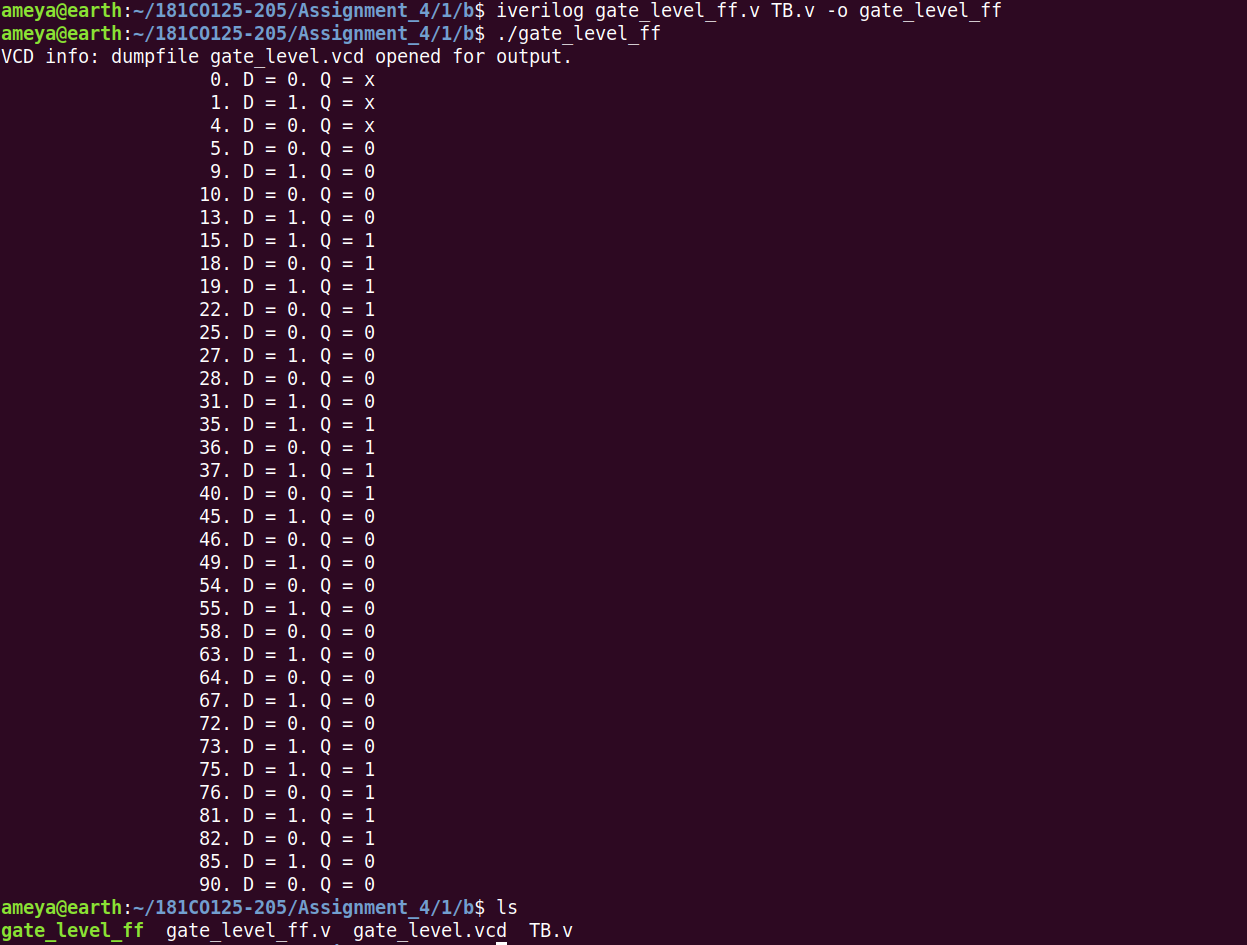 ameya@earth:~/181CO125-205/Assignment_4/1/b$ iverilog gate_level_ff.v TB.v -o gate_level_ff
ameya@earth:~/181CO125-205/Assignment_4/1/b$ ./gate_level_ff
VCD info: dumpfile gate_level.vcd opened for output.
0. D = 0. Q = x
1. D = 1. Q = x
4. D = 0. Q = x
5. D = 0. Q = 0
9. D = 1. Q = 0
10. D = 0. Q = 0
13. D = 1. Q = 0
15. D = 1. Q = 1
18. D = 0. Q = 1
19. D = 1. Q = 1
22. D = 0. Q = 1
25. D = 0. Q = 0
27. D = 1. Q = 0
28. D = 0. Q = 0
31. D = 1. Q = 0
35. D = 1. Q = 1
36. D = 0. Q = 1
37. D = 1. Q = 1
40. D = 0. Q = 1
45. D = 1. Q = 0
46. D = 0. Q = 0
49. D = 1. Q = 0
54. D = 0. Q = 0
55. D = 1. Q = 0
58. D = 0. Q = 0
63. D = 1. Q = 0
64. D = 0. Q = 0
67. D = 1. Q = 0
72. D = 0. Q = 0
73. D = 1. Q = 0
75. D = 1. Q = 1
76. D = 0. Q = 1
81. D = 1. Q = 1
82. D = 0. Q = 1
85. D = 1. Q = 0
90. D = 0. Q = 0
ameya@earth:~/181CO125-205/Assignment_4/1/b$ ls
gate_level_ff  gate_level_ff.v  gate_level.vcd  TB.v